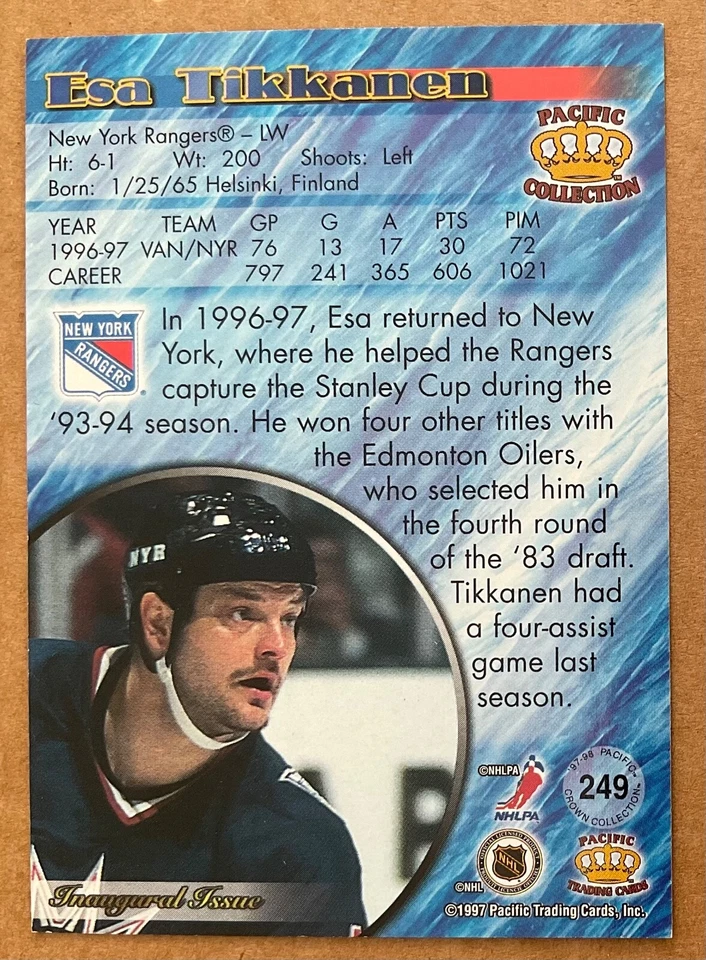 Esa Tikkanen
PACIFIC
COLLECTION™
New York Rangers® – LW
Ht: 6-1 Wt: 200 Shoots: Left
Born: 1/25/65 Helsinki, Finland
YEAR TEAM GP G A PTS PIM
1996-97 VAN/NYR 76 13 17 30 72
CAREER 797 241 365 606 1021
NEW YORK
RANGERS
In 1996-97, Esa returned to New
York, where he helped the Rangers
capture the Stanley Cup during the
'93-94 season. He won four other titles with
the Edmonton Oilers,
who selected him in
the fourth round
of the '83 draft.
Tikkanen had
a four-assist
game last
season.
NYR
©NHLPA
NHLPA
'97-98 PACIFIC
249
CROWN COLLECTION™
NHL
©NHL
PACIFIC
TRADING CARDS
Inaugural Issue
©1997 Pacific Trading Cards, Inc.